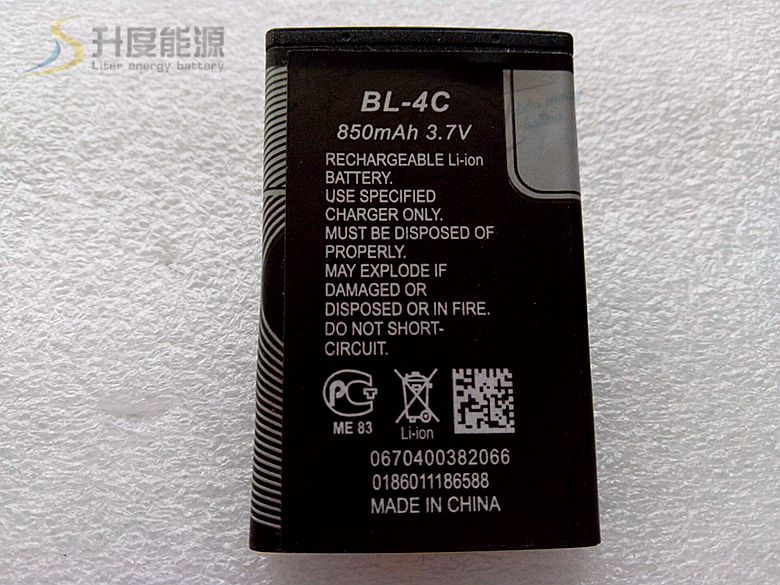 升度能源
Liter energy battery
BL-4C
850mAh 3.7V
RECHARGEABLE Li-ion
BATTERY.
USE SPECIFIED
CHARGER ONLY.
MUST BE DISPOSED OF
PROPERLY.
MAY EXPLODE IF
DAMAGED OR
DISPOSED OR IN FIRE.
DO NOT SHORT-
CIRCUIT.
РСТ
ME 83
Li-ion
0670400382066
0186011186588
MADE IN CHINA